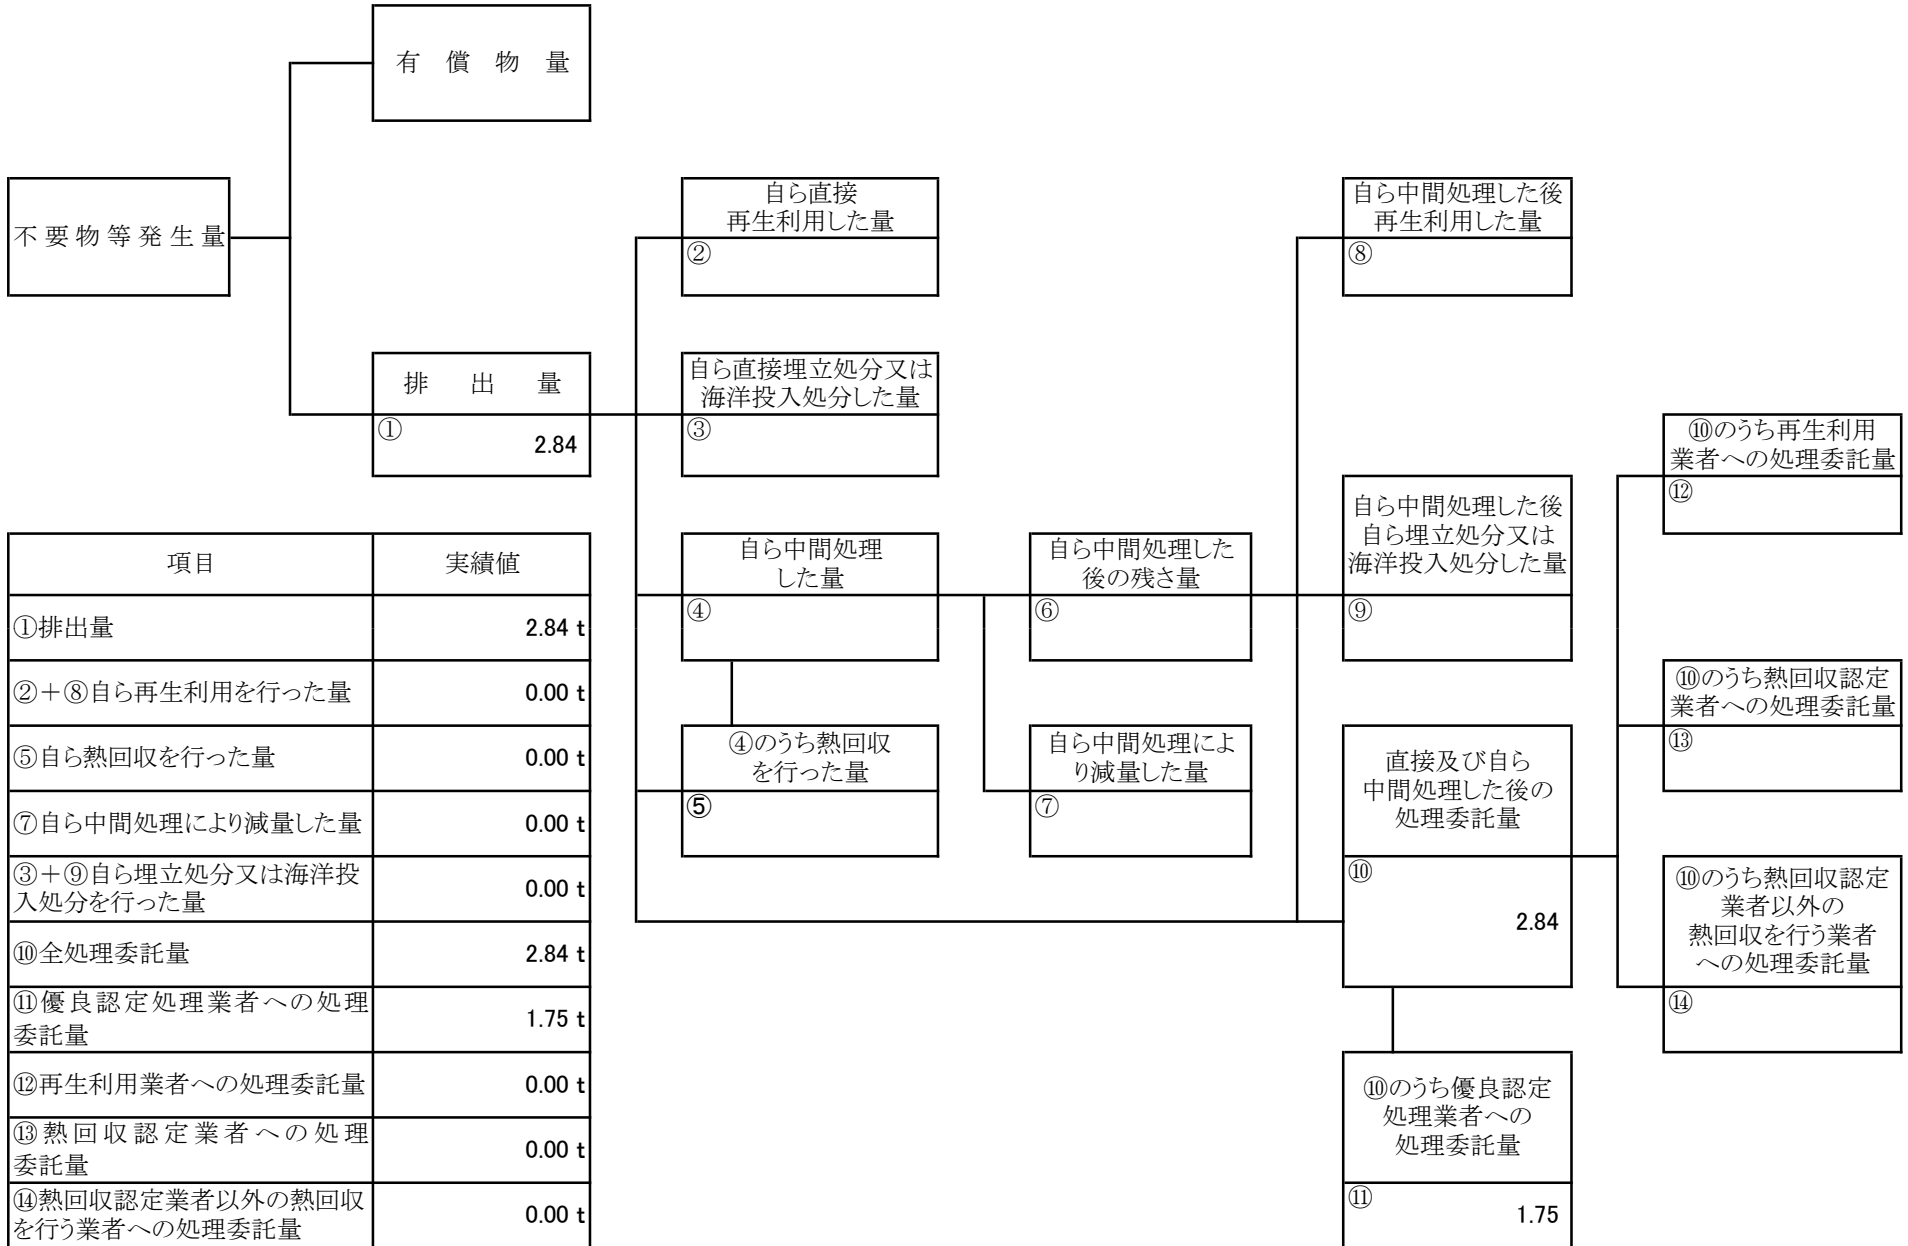 有 償 物 量
不要物等発生量
自ら直接
再生利用した量
②
自ら中間処理した後
再生利用した量
⑧
排 出 量
①
2.84
自ら直接埋立処分又は
海洋投入処分した量
③
⑩のうち再生利用
業者への処理委託量
⑫
自ら中間処理
した量
④
自ら中間処理した
後の残さ量
⑥
自ら中間処理した後
自ら埋立処分又は
海洋投入処分した量
⑨
④のうち熱回収
を行った量
⑤
自ら中間処理によ
り減量した量
⑦
直接及び自ら
中間処理した後の
処理委託量
⑩
2.84
⑩のうち熱回収認定
業者への処理委託量
⑬
⑩のうち熱回収認定
業者以外の
熱回収を行う業者
への処理委託量
⑭
⑩のうち優良認定
処理業者への
処理委託量
⑪
1.75
項目 実績値
①排出量 2.84 t
②+⑧自ら再生利用を行った量 0.00 t
⑤自ら熱回収を行った量 0.00 t
⑦自ら中間処理により減量した量 0.00 t
③+⑨自ら埋立処分又は海洋投
入処分を行った量 0.00 t
⑩全処理委託量 2.84 t
⑪優良認定処理業者への処理
委託量 1.75 t
⑫再生利用業者への処理委託量 0.00 t
⑬熱回収認定業者への処理
委託量 0.00 t
⑭熱回収認定業者以外の熱回収
を行う業者への処理委託量 0.00 t